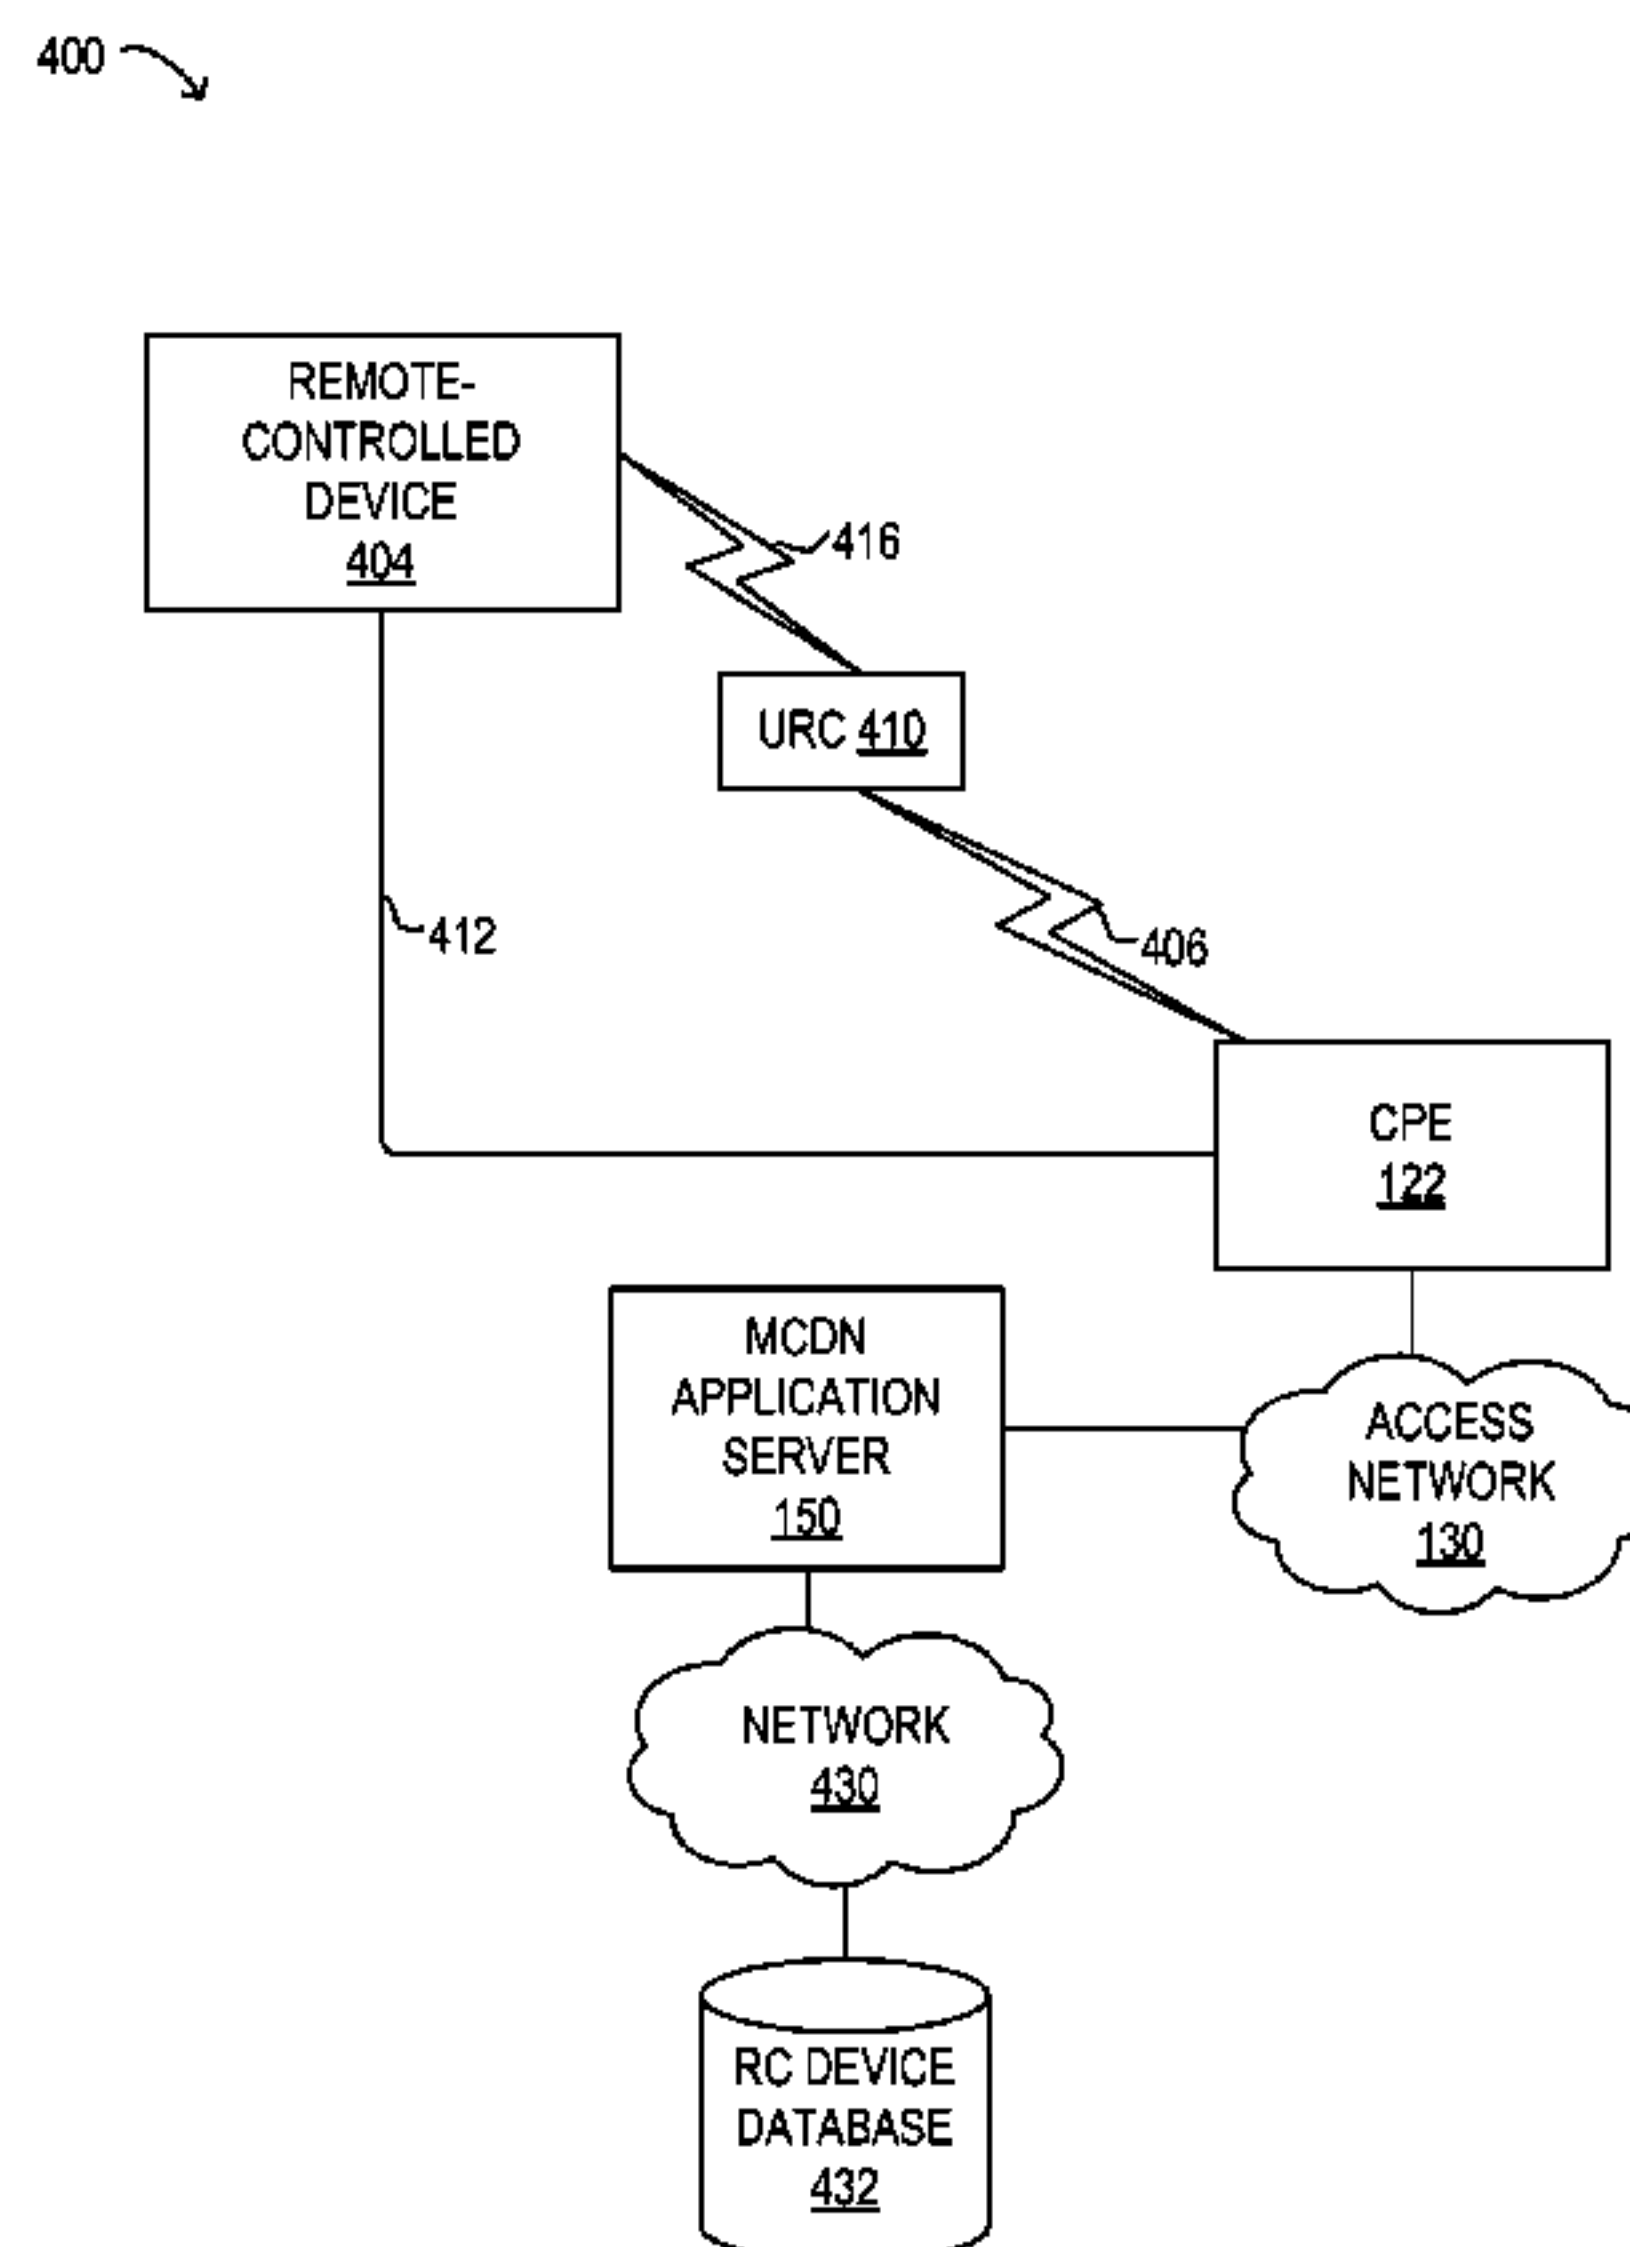 400
REMOTE-
CONTROLLED
DEVICE
404
416
URC 410
412
406
CPE
122
MCDN
APPLICATION
SERVER
150
ACCESS
NETWORK
130
NETWORK
430
RC DEVICE
DATABASE
432